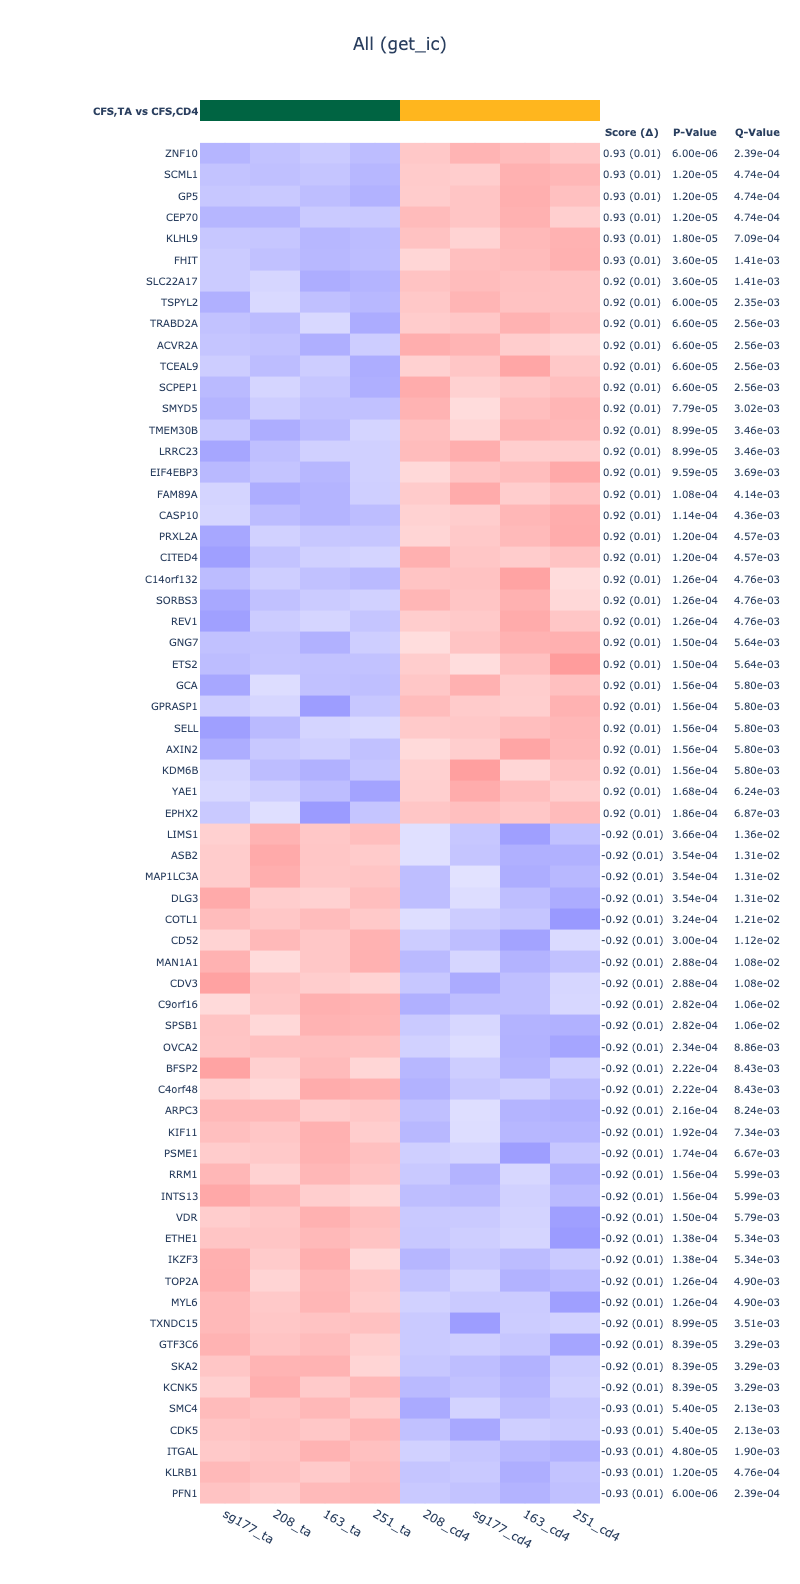 All (get_ic)
CFS,TA vs CFS,CD4
Score (Δ) P-Value Q-Value
ZNF10 0.93 (0.01) 6.00e-06 2.39e-04
SCML1 0.93 (0.01) 1.20e-05 4.74e-04
GP5 0.93 (0.01) 1.20e-05 4.74e-04
CEP70 0.93 (0.01) 1.20e-05 4.74e-04
KLHL9 0.93 (0.01) 1.80e-05 7.09e-04
FHIT 0.93 (0.01) 3.60e-05 1.41e-03
SLC22A17 0.92 (0.01) 3.60e-05 1.41e-03
TSPYL2 0.92 (0.01) 6.00e-05 2.35e-03
TRABD2A 0.92 (0.01) 6.60e-05 2.56e-03
ACVR2A 0.92 (0.01) 6.60e-05 2.56e-03
TCEAL9 0.92 (0.01) 6.60e-05 2.56e-03
SCPEP1 0.92 (0.01) 6.60e-05 2.56e-03
SMYD5 0.92 (0.01) 7.79e-05 3.02e-03
TMEM30B 0.92 (0.01) 8.99e-05 3.46e-03
LRRC23 0.92 (0.01) 8.99e-05 3.46e-03
EIF4EBP3 0.92 (0.01) 9.59e-05 3.69e-03
FAM89A 0.92 (0.01) 1.08e-04 4.14e-03
CASP10 0.92 (0.01) 1.14e-04 4.36e-03
PRXL2A 0.92 (0.01) 1.20e-04 4.57e-03
CITED4 0.92 (0.01) 1.20e-04 4.57e-03
C14orf132 0.92 (0.01) 1.26e-04 4.76e-03
SORBS3 0.92 (0.01) 1.26e-04 4.76e-03
REV1 0.92 (0.01) 1.26e-04 4.76e-03
GNG7 0.92 (0.01) 1.50e-04 5.64e-03
ETS2 0.92 (0.01) 1.50e-04 5.64e-03
GCA 0.92 (0.01) 1.56e-04 5.80e-03
GPRASP1 0.92 (0.01) 1.56e-04 5.80e-03
SELL 0.92 (0.01) 1.56e-04 5.80e-03
AXIN2 0.92 (0.01) 1.56e-04 5.80e-03
KDM6B 0.92 (0.01) 1.56e-04 5.80e-03
YAE1 0.92 (0.01) 1.68e-04 6.24e-03
EPHX2 0.92 (0.01) 1.86e-04 6.87e-03
LIMS1 -0.92 (0.01) 3.66e-04 1.36e-02
ASB2 -0.92 (0.01) 3.54e-04 1.31e-02
MAP1LC3A -0.92 (0.01) 3.54e-04 1.31e-02
DLG3 -0.92 (0.01) 3.54e-04 1.31e-02
COTL1 -0.92 (0.01) 3.24e-04 1.21e-02
CD52 -0.92 (0.01) 3.00e-04 1.12e-02
MAN1A1 -0.92 (0.01) 2.88e-04 1.08e-02
CDV3 -0.92 (0.01) 2.88e-04 1.08e-02
C9orf16 -0.92 (0.01) 2.82e-04 1.06e-02
SPSB1 -0.92 (0.01) 2.82e-04 1.06e-02
OVCA2 -0.92 (0.01) 2.34e-04 8.86e-03
BFSP2 -0.92 (0.01) 2.22e-04 8.43e-03
C4orf48 -0.92 (0.01) 2.22e-04 8.43e-03
ARPC3 -0.92 (0.01) 2.16e-04 8.24e-03
KIF11 -0.92 (0.01) 1.92e-04 7.34e-03
PSME1 -0.92 (0.01) 1.74e-04 6.67e-03
RRM1 -0.92 (0.01) 1.56e-04 5.99e-03
INTS13 -0.92 (0.01) 1.56e-04 5.99e-03
VDR -0.92 (0.01) 1.50e-04 5.79e-03
ETHE1 -0.92 (0.01) 1.38e-04 5.34e-03
IKZF3 -0.92 (0.01) 1.38e-04 5.34e-03
TOP2A -0.92 (0.01) 1.26e-04 4.90e-03
MYL6 -0.92 (0.01) 1.26e-04 4.90e-03
TXNDC15 -0.92 (0.01) 8.99e-05 3.51e-03
GTF3C6 -0.92 (0.01) 8.39e-05 3.29e-03
SKA2 -0.92 (0.01) 8.39e-05 3.29e-03
KCNK5 -0.92 (0.01) 8.39e-05 3.29e-03
SMC4 -0.93 (0.01) 5.40e-05 2.13e-03
CDK5 -0.93 (0.01) 5.40e-05 2.13e-03
ITGAL -0.93 (0.01) 4.80e-05 1.90e-03
KLRB1 -0.93 (0.01) 1.20e-05 4.76e-04
PFN1 -0.93 (0.01) 6.00e-06 2.39e-04
sg177_ta 208_ta 163_ta 251_ta 208_cd4 sg177_cd4 163_cd4 251_cd4